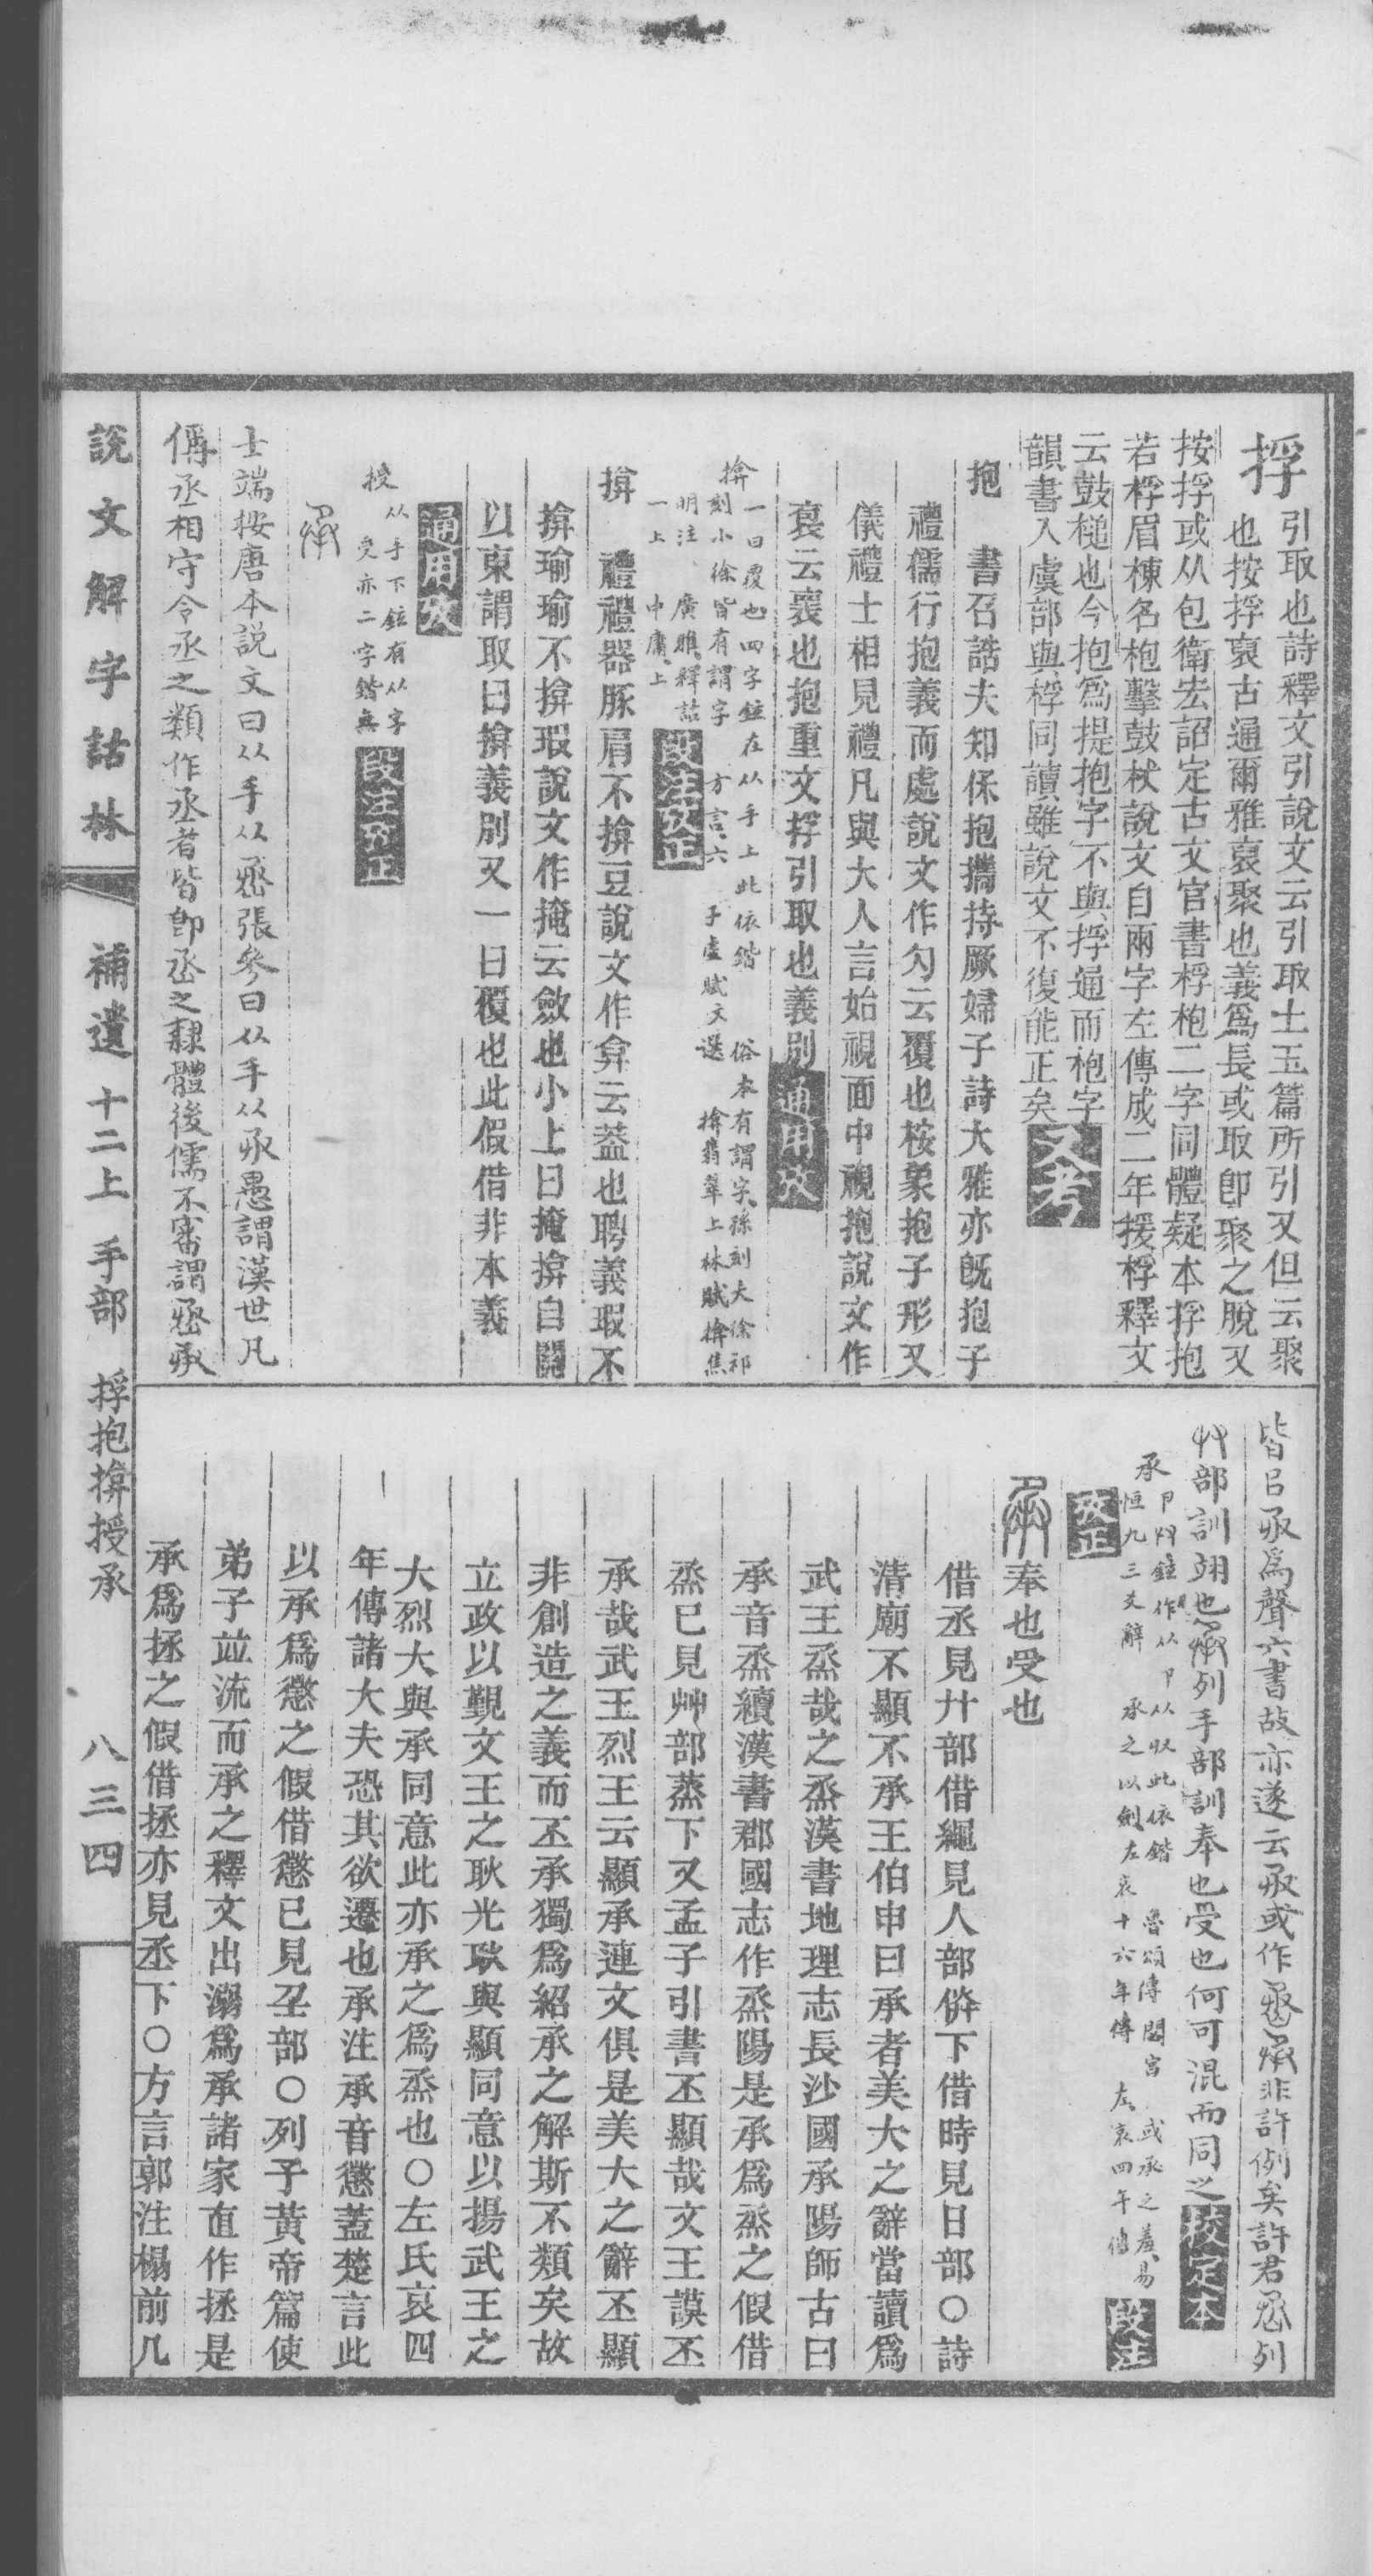 捊
引取也詩釋文引說文云引取土玉篇所引又但云聚
也按捊裒古通爾雅裒聚也義爲長或取卽聚之脫又
按捊或从包衛宏詔定古文官書桴枹二字同體疑本捊抱
若桴眉棟名枹擊鼓杖說文自兩字左傳成二年援桴釋文
云鼓槌也今抱爲提抱字不與捊通而枹字
韻書入虞部與桴同讀雖說文不復能正矣 文考
抱 書召誥夫知保抱攜持厥婦子詩大雅亦旣抱子
禮儒行抱義而處說文作勹云覆也桉象抱子形又
儀禮士相見禮凡與大人言始視面中視抱說文作
裒云褱也抱重文捊引取也義別 通用攷
揜
一曰覆也四字鉉在从手上此依鍇 俗本有謂字孫刻大徐祁
刻小徐皆有謂字 方言六 子虛賦文選 揜翡翠上林賦揜焦
明注 廣雅釋詁
一上 中庸上 段注攷正
揜 禮禮器豚肩不揜豆說文作弇云葢也聘義瑕不
揜瑜瑜不揜瑕說文作掩云斂也小上曰掩揜自關
以東謂取曰揜義別又一曰覆也此假借非本義
通用攷
授
从手下鉉有从字
受亦二字鍇無 段注攷正
承
士端按唐本說文曰从手从丞張參曰从手从氶愚謂漢世凡
偁丞相守令丞之類作丞者皆卽丞之隸體後儒不審謂丞承
皆㠯氶爲聲六書故亦遂云氶或作丞承非許例矣許君丞列
廾部訓翊也承列手部訓奉也受也何可混而同之 校定本
承
卪収鉉作从卪从収此依鍇 魯頌傳閟宮 或承之羞易
恒九三爻辭 承之以劍左哀十六年傳 左哀四年傳 段注
攷正
承 奉也受也
借丞見廾部借繩見人部倂下借時見日部〇詩
清廟不顯不承王伯申曰承者美大之辭當讀爲
武王烝哉之烝漢書地理志長沙國承陽師古曰
承音烝續漢書郡國志作烝陽是承爲烝之假借
烝已見艸部蒸下又孟子引書丕顯哉文王謨丕
承哉武王烈王云顯承連文俱是美大之辭丕顯
非創造之義而丕承獨爲紹承之解斯不類矣故
立政以覲文王之耿光耿與顯同意以揚武王之
大烈大與承同意此亦承之爲烝也〇左氏哀四
年傳諸大夫恐其欲遷也承注承音懲蓋楚言此
以承爲懲之假借懲已見𡈼部〇列子黃帝篇使
弟子竝流而承之釋文出溺爲承諸家直作拯是
承爲拯之假借拯亦見丞下〇方言郭注榻前几
說文解字詁林 補遺 十二上 手部 捊抱揜授承 八三四